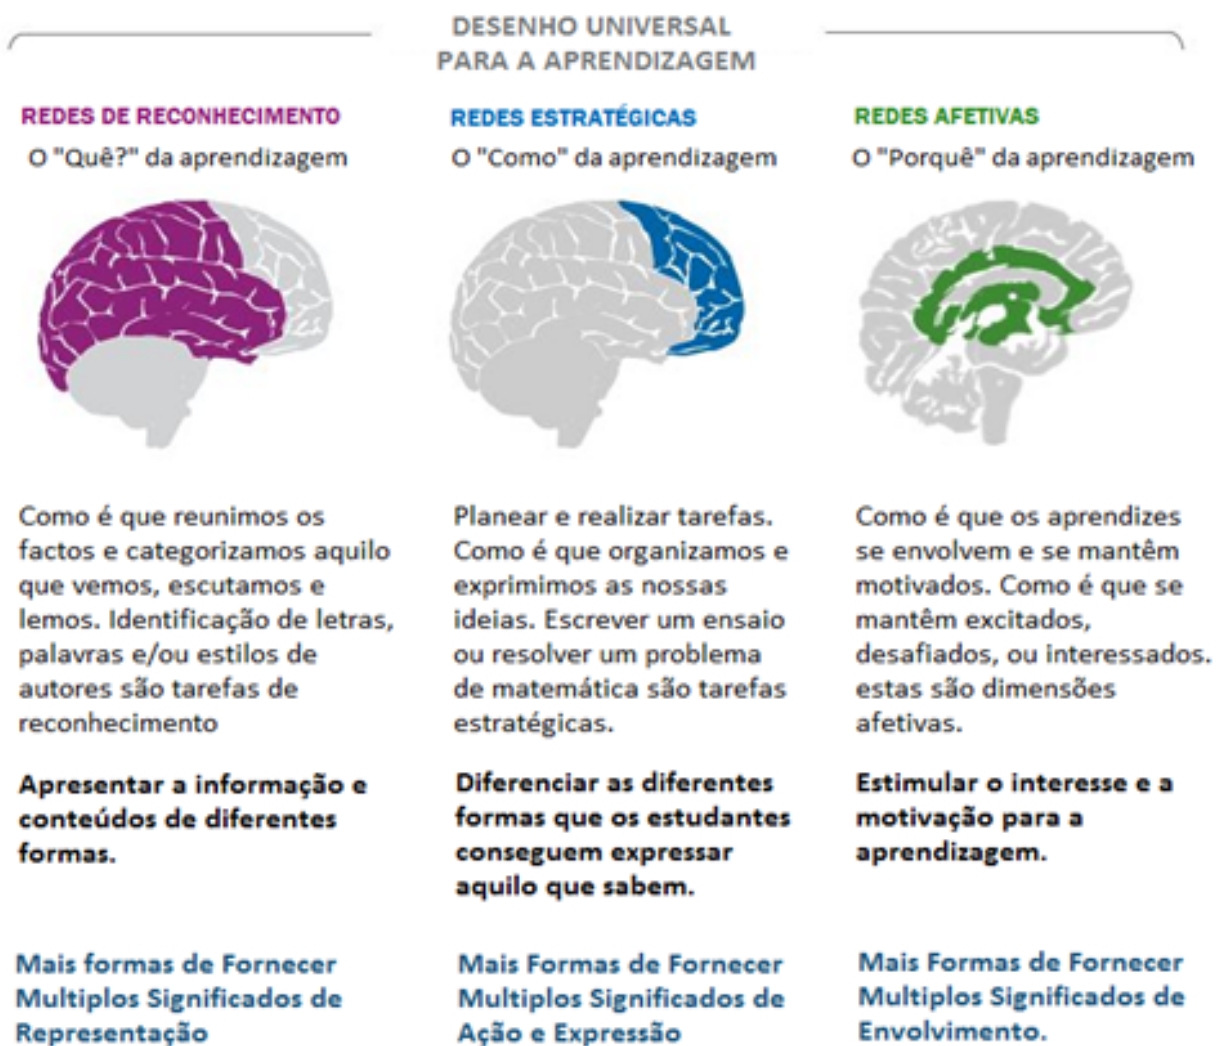 DESENHO UNIVERSAL
PARA A APRENDIZAGEM
REDES DE RECONHECIMENTO
O "Quê?" da aprendizagem
Como é que reunimos os
factos e categorizamos aquilo
que vemos, escutamos e
lemos. Identificação de letras,
palavras e/ou estilos de
autores são tarefas de
reconhecimento
Apresentar a informação e
conteúdos de diferentes
formas.
Mais formas de Fornecer
Multiplos Significados de
Representação
REDES ESTRATÉGICAS
O "Como" da aprendizagem
Planear e realizar tarefas.
Como é que organizamos e
exprimimos as nossas
ideias. Escrever um ensaio
ou resolver um problema
de matemática são tarefas
estratégicas.
Diferenciar as diferentes
formas que os estudantes
conseguem expressar
aquilo que sabem.
Mais Formas de Fornecer
Multiplos Significados de
Ação e Expressão
REDES AFETIVAS
O "Porquê" da aprendizagem
Como é que os aprendizes
se envolvem e se mantêm
motivados. Como é que se
mantêm excitados,
desafiados, ou interessados.
estas são dimensões
afetivas.
Estimular o interesse e a
motivação para a
aprendizagem.
Mais Formas de Fornecer
Multiplos Significados de
Envolvimento.